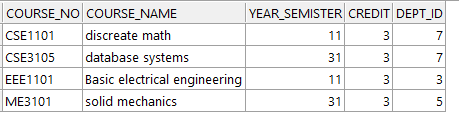 COURSE_NO COURSE_NAME YEAR_SEMISTER CREDIT DEPT_ID
CSE1101 discreate math 11 3 7
CSE3105 database systems 31 3 7
EEE1101 Basic electrical engineering 11 3 3
ME3101 solid mechanics 31 3 5